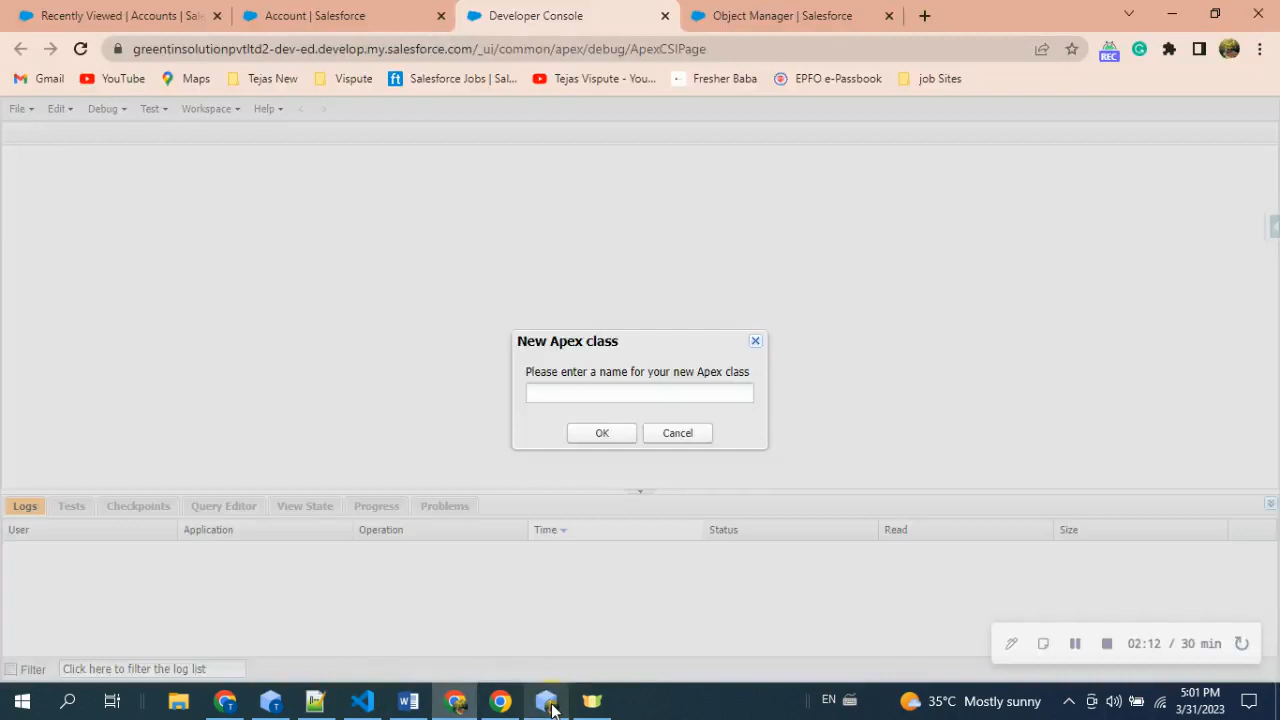 Recently Viewed | Accounts | Sale
Account | Salesforce
Developer Console
Object Manager | Salesforce
greentinsolutionpvtltd2-dev-ed.develop.my.salesforce.com/_ui/common/apex/debug/ApexCSIPage
REC
Gmail
YouTube
Maps
Tejas New
Vispute
ft
Salesforce Jobs | Sal...
Tejas Vispute - You...
Fresher Baba
EPFO e-Passbook
job Sites
File
Edit
Debug
Test
Workspace
Help
<
>
New Apex class
Please enter a name for your new Apex class
OK
Cancel
Logs
Tests
Checkpoints
Query Editor
View State
Progress
Problems
User
Application
Operation
Time
Status
Read
Size
02:12 / 30 min
Filter
Click here to filter the log list
EN
35°C Mostly sunny
5:01 PM
3/31/2023